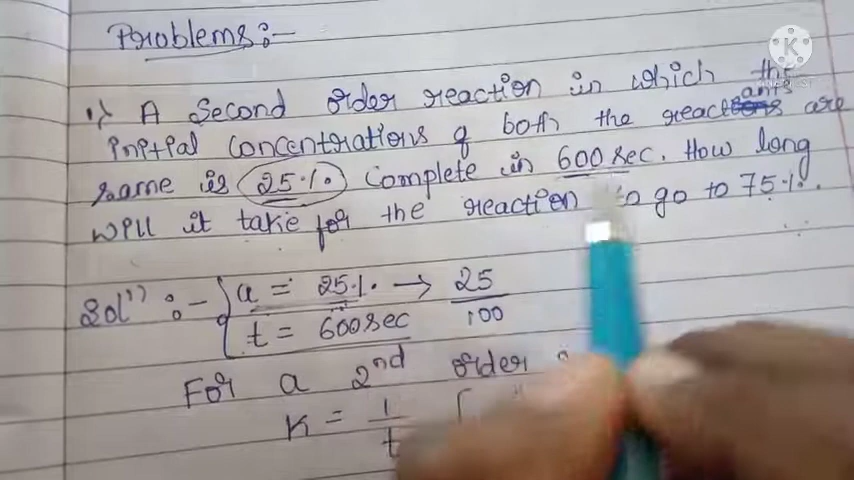 Problems:-
1) A Second order reaction in which the
initial concentrations of both the reactants are
same is 25% complete in 600 sec. How long
will it take for the reaction to go to 75%.
Sol'n :- a = 25% → 25/100
t = 600sec
For a 2nd order
K = 1/t [
K